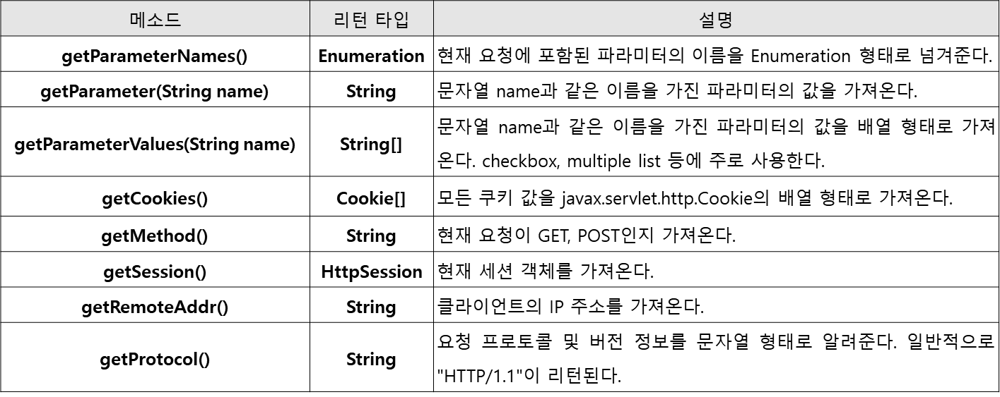 메소드 리턴 타입 설명
getParameterNames() Enumeration 현재 요청에 포함된 파라미터의 이름을 Enumeration 형태로 넘겨준다.
getParameter(String name) String 문자열 name과 같은 이름을 가진 파라미터의 값을 가져온다.
getParameterValues(String name) String[] 문자열 name과 같은 이름을 가진 파라미터의 값을 배열 형태로 가져
온다. checkbox, multiple list 등에 주로 사용한다.
getCookies() Cookie[] 모든 쿠키 값을 javax.servlet.http.Cookie의 배열 형태로 가져온다.
getMethod() String 현재 요청이 GET, POST인지 가져온다.
getSession() HttpSession 현재 세션 객체를 가져온다.
getRemoteAddr() String 클라이언트의 IP 주소를 가져온다.
getProtocol() String 요청 프로토콜 및 버전 정보를 문자열 형태로 알려준다. 일반적으로
"HTTP/1.1"이 리턴된다.